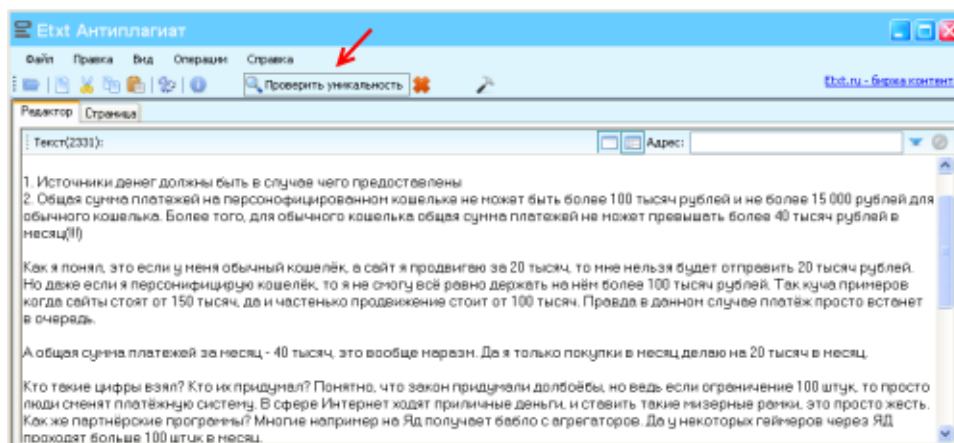 Etxt Антиплагиат
Файл Правка Вид Операции Справка
Проверить уникальность
Etxt.ru - биржа контент
Редактор Страница
Текст(2331):
Адрес:
1. Источники денег должны быть в случае чего предоставлены
2. Общая сумма платежей на персонофицированном кошельке не может быть более 100 тысяч рублей и не более 15 000 рублей для
обычного кошелька. Более того, для обычного кошелька общая сумма платежей не может превышать более 40 тысяч рублей в
месяц(!!!)
Как я понял, это если у меня обычный кошелёк, а сайт я продвигаю за 20 тысяч, то мне нельзя будет отправить 20 тысяч рублей.
Но даже если я персонифицирую кошелёк, то я не смогу всё равно держать на нём более 100 тысяч рублей. Так куча примеров
когда сайты стоят от 150 тысяч, да и частенько продвижение стоит от 100 тысяч. Правда в данном случае платёж просто встанет
в очередь.
А общая сумма платежей за месяц - 40 тысяч, это вообще маразм. Да я только покупки в месяц делаю на 20 тысяч в месяц.
Кто такие цифры взял? Кто их придумал? Понятно, что закон придумали долбоёбы, но ведь если ограничение 100 штук, то просто
люди сменят платёжную систему. В сфере Интернет ходят приличные деньги, и ставить такие мизерные рамки, это просто жесть.
Как же партнёрские программы? Многие например на Яд получает бабло с агрегаторов. Да у некоторых геймеров через ЯД
проходят больше 100 штук в месяц.